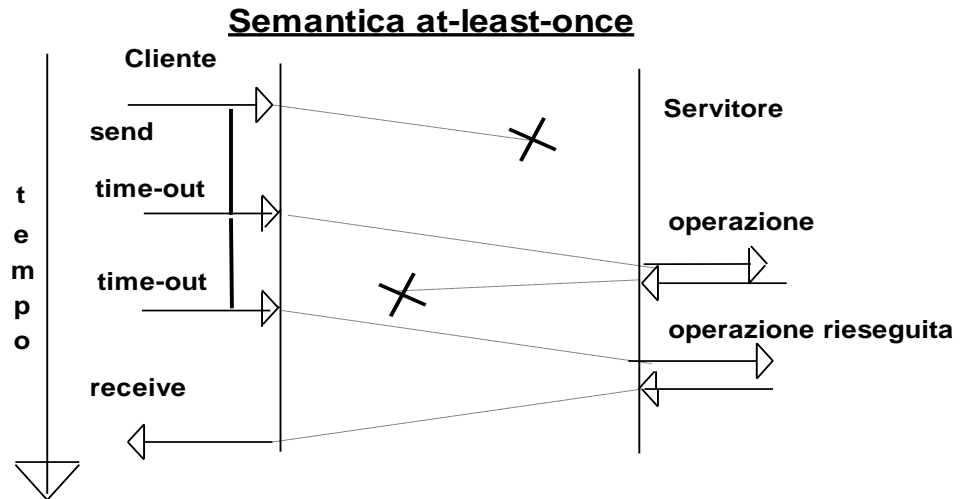 Semantica at-least-once
Cliente
Servitore
send
time-out
operazione
time-out
operazione rieseguita
receive
t
e
m
p
o